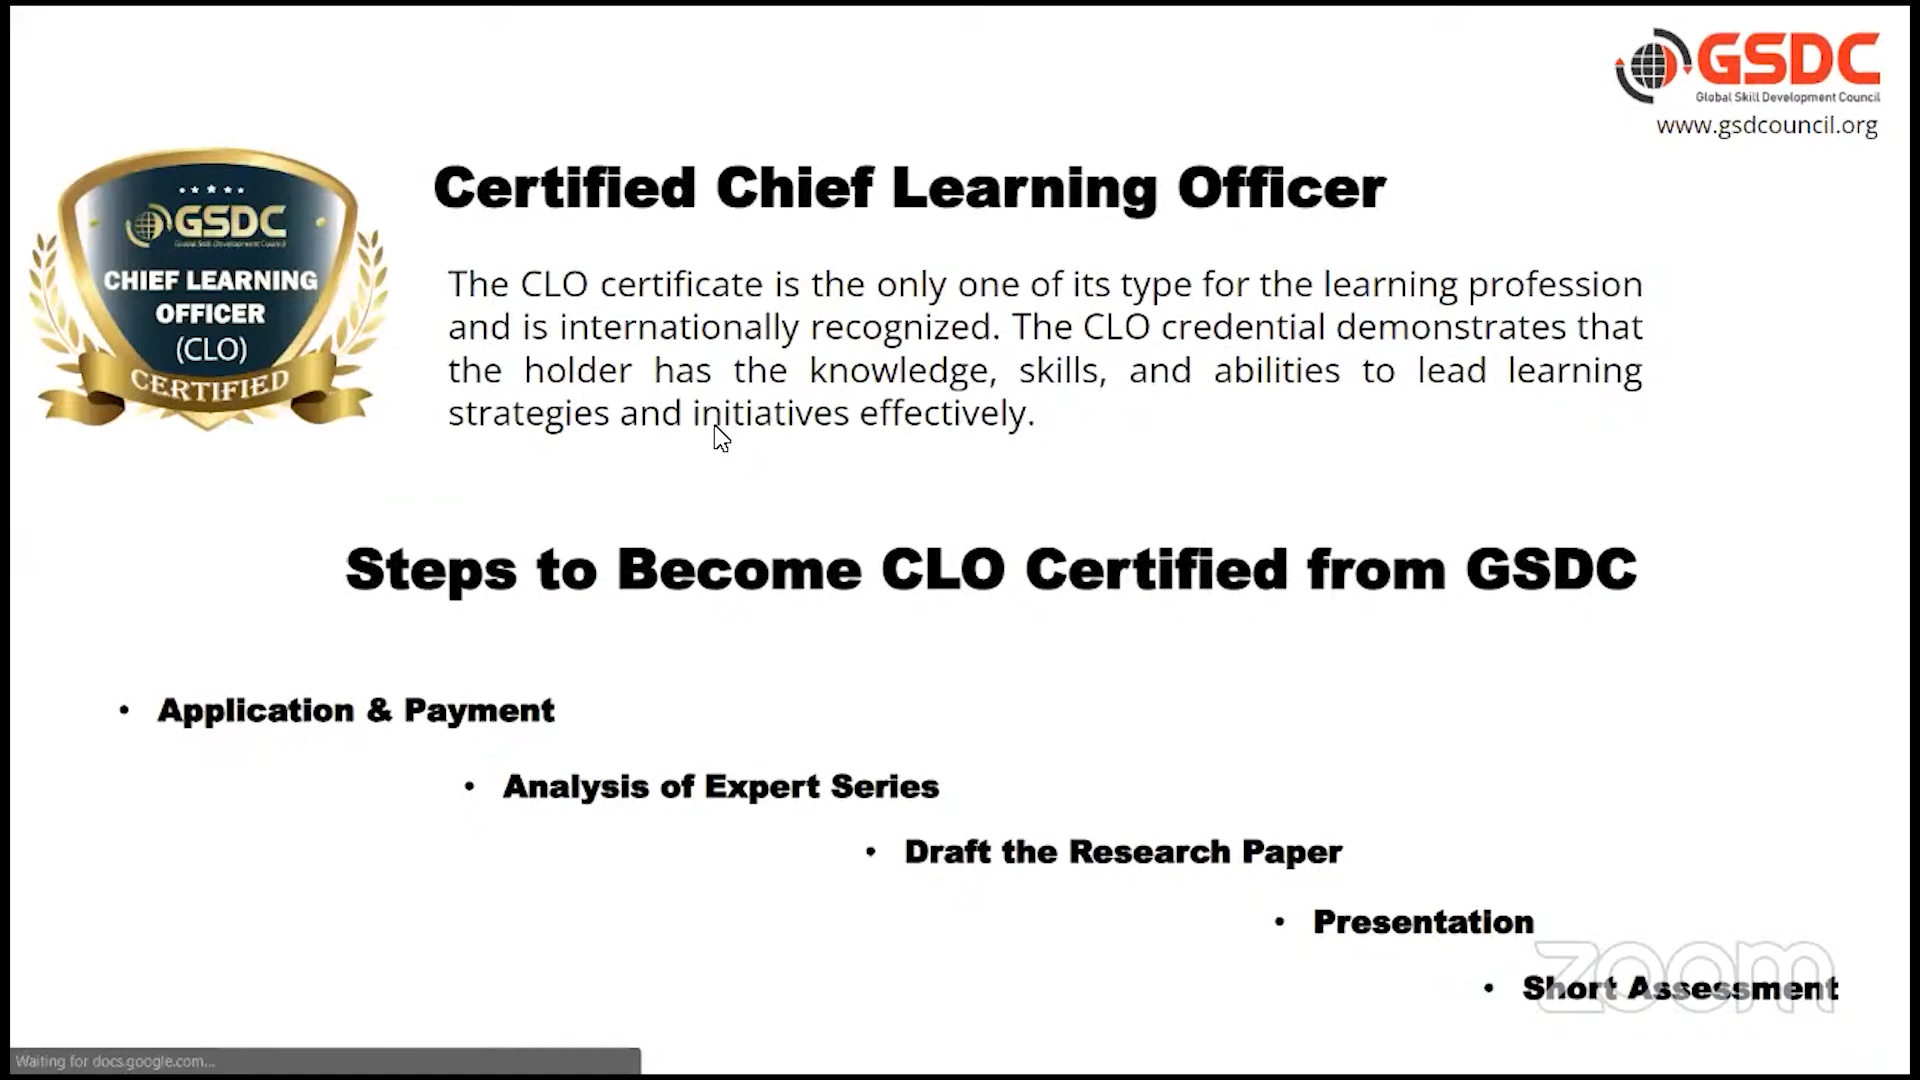 GSDC
Global Skill Development Council
www.gsdcouncil.org
GSDC
Global Skill Development Council
CHIEF LEARNING
OFFICER
(CLO)
CERTIFIED
Certified Chief Learning Officer
The CLO certificate is the only one of its type for the learning profession
and is internationally recognized. The CLO credential demonstrates that
the holder has the knowledge, skills, and abilities to lead learning
strategies and initiatives effectively.
Steps to Become CLO Certified from GSDC
• Application & Payment
• Analysis of Expert Series
• Draft the Research Paper
• Presentation
• Short Assessment
zoom
Waiting for docs.google.com...